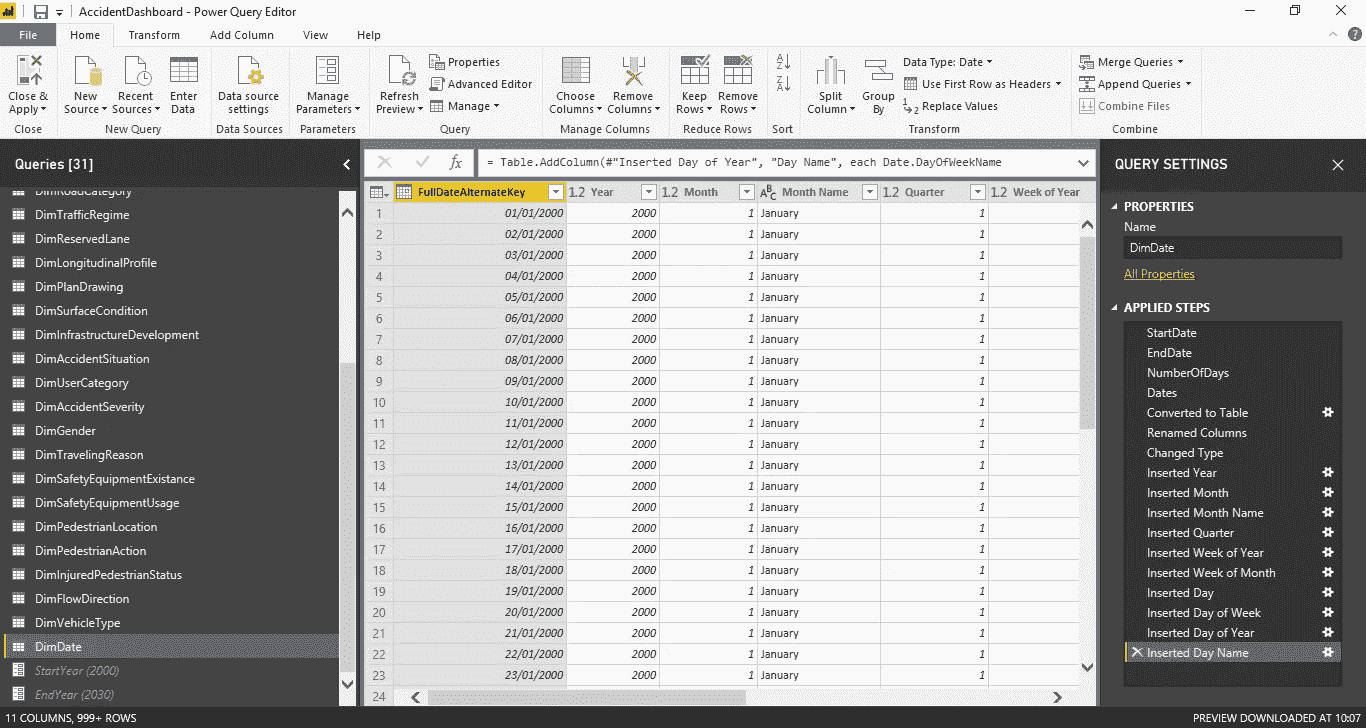 AccidentDashboard - Power Query Editor
File Home Transform Add Column View Help
Close & Apply
New Source
Recent Sources
Enter Data
Data source settings
Manage Parameters
Refresh Preview
Properties
Advanced Editor
Manage
Choose Columns
Remove Columns
Keep Rows
Remove Rows
Split Column
Group By
Data Type: Date
Use First Row as Headers
Replace Values
Merge Queries
Append Queries
Combine Files
Close New Query Data Sources Parameters Query Manage Columns Reduce Rows Sort Transform Combine
Queries [31]
DimRoadCategory
DimTrafficRegime
DimReservedLane
DimLongitudinalProfile
DimPlanDrawing
DimSurfaceCondition
DimInfrastructureDevelopment
DimAccidentSituation
DimUserCategory
DimAccidentSeverity
DimGender
DimTravelingReason
DimSafetyEquipmentExistance
DimSafetyEquipmentUsage
DimPedestrianLocation
DimPedestrianAction
DimInjuredPedestrianStatus
DimFlowDirection
DimVehicleType
DimDate
StartYear (2000)
EndYear (2030)
fx = Table.AddColumn(#"Inserted Day of Year", "Day Name", each Date.DayOfWeekName
FullDateAlternateKey 1.2 Year 1.2 Month ABC Month Name 1.2 Quarter 1.2 Week of Year
1 01/01/2000 2000 1 January 1
2 02/01/2000 2000 1 January 1
3 03/01/2000 2000 1 January 1
4 04/01/2000 2000 1 January 1
5 05/01/2000 2000 1 January 1
6 06/01/2000 2000 1 January 1
7 07/01/2000 2000 1 January 1
8 08/01/2000 2000 1 January 1
9 09/01/2000 2000 1 January 1
10 10/01/2000 2000 1 January 1
11 11/01/2000 2000 1 January 1
12 12/01/2000 2000 1 January 1
13 13/01/2000 2000 1 January 1
14 14/01/2000 2000 1 January 1
15 15/01/2000 2000 1 January 1
16 16/01/2000 2000 1 January 1
17 17/01/2000 2000 1 January 1
18 18/01/2000 2000 1 January 1
19 19/01/2000 2000 1 January 1
20 20/01/2000 2000 1 January 1
21 21/01/2000 2000 1 January 1
22 22/01/2000 2000 1 January 1
23 23/01/2000 2000 1 January 1
24
QUERY SETTINGS
PROPERTIES
Name
DimDate
All Properties
APPLIED STEPS
StartDate
EndDate
NumberOfDays
Dates
Converted to Table
Renamed Columns
Changed Type
Inserted Year
Inserted Month
Inserted Month Name
Inserted Quarter
Inserted Week of Year
Inserted Week of Month
Inserted Day
Inserted Day of Week
Inserted Day of Year
Inserted Day Name
11 COLUMNS, 999+ ROWS
PREVIEW DOWNLOADED AT 10:07